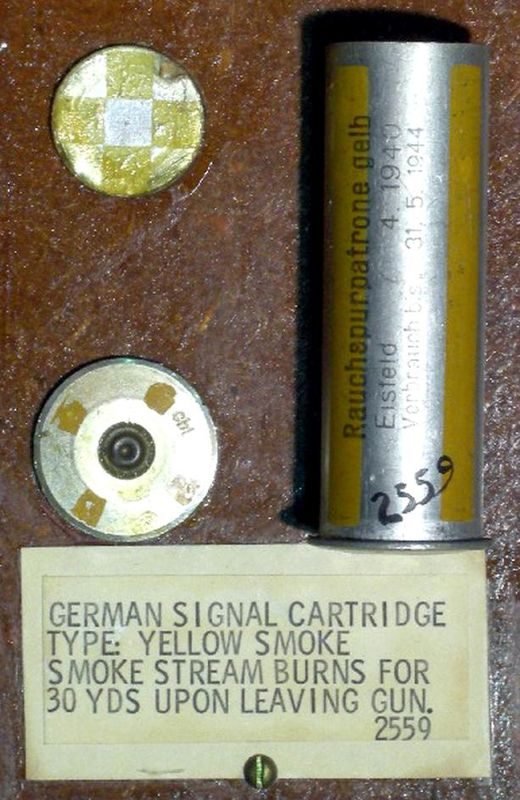 Rauchspurpatrone gelb
Eisfeld / 4. 1940
Verbrauch bis: 31. 5. 1944
2559
GERMAN SIGNAL CARTRIDGE
TYPE: YELLOW SMOKE
SMOKE STREAM BURNS FOR
30 YDS UPON LEAVING GUN.
2559